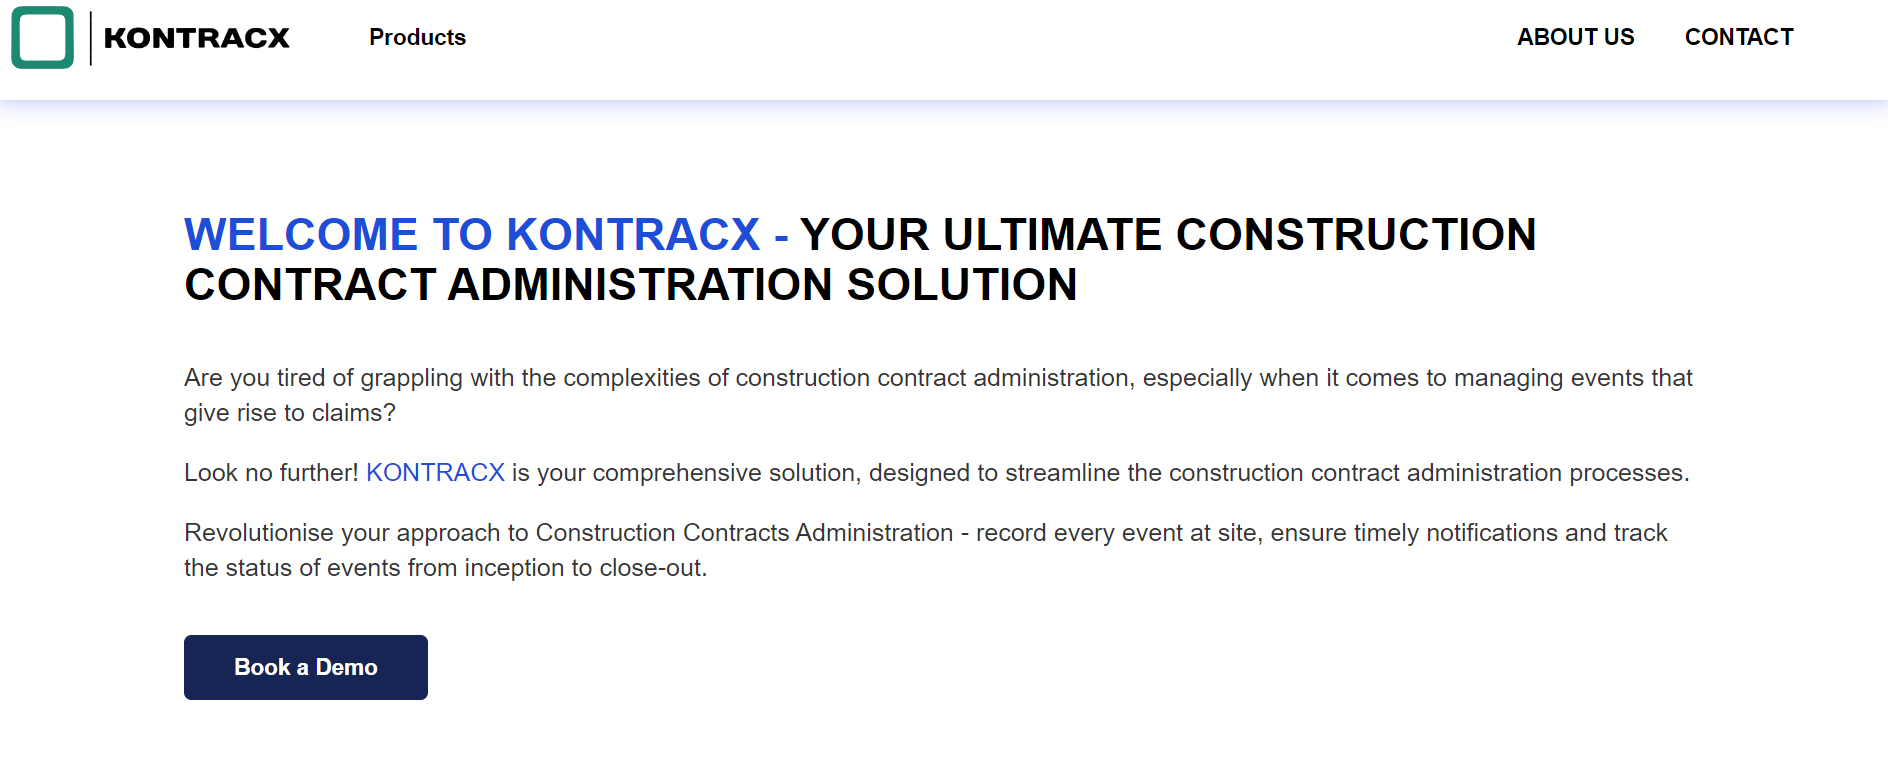 KONTRACX
Products
ABOUT US
CONTACT
WELCOME TO KONTRACX - YOUR ULTIMATE CONSTRUCTION
CONTRACT ADMINISTRATION SOLUTION
Are you tired of grappling with the complexities of construction contract administration, especially when it comes to managing events that
give rise to claims?
Look no further! KONTRACX is your comprehensive solution, designed to streamline the construction contract administration processes.
Revolutionise your approach to Construction Contracts Administration - record every event at site, ensure timely notifications and track
the status of events from inception to close-out.
Book a Demo